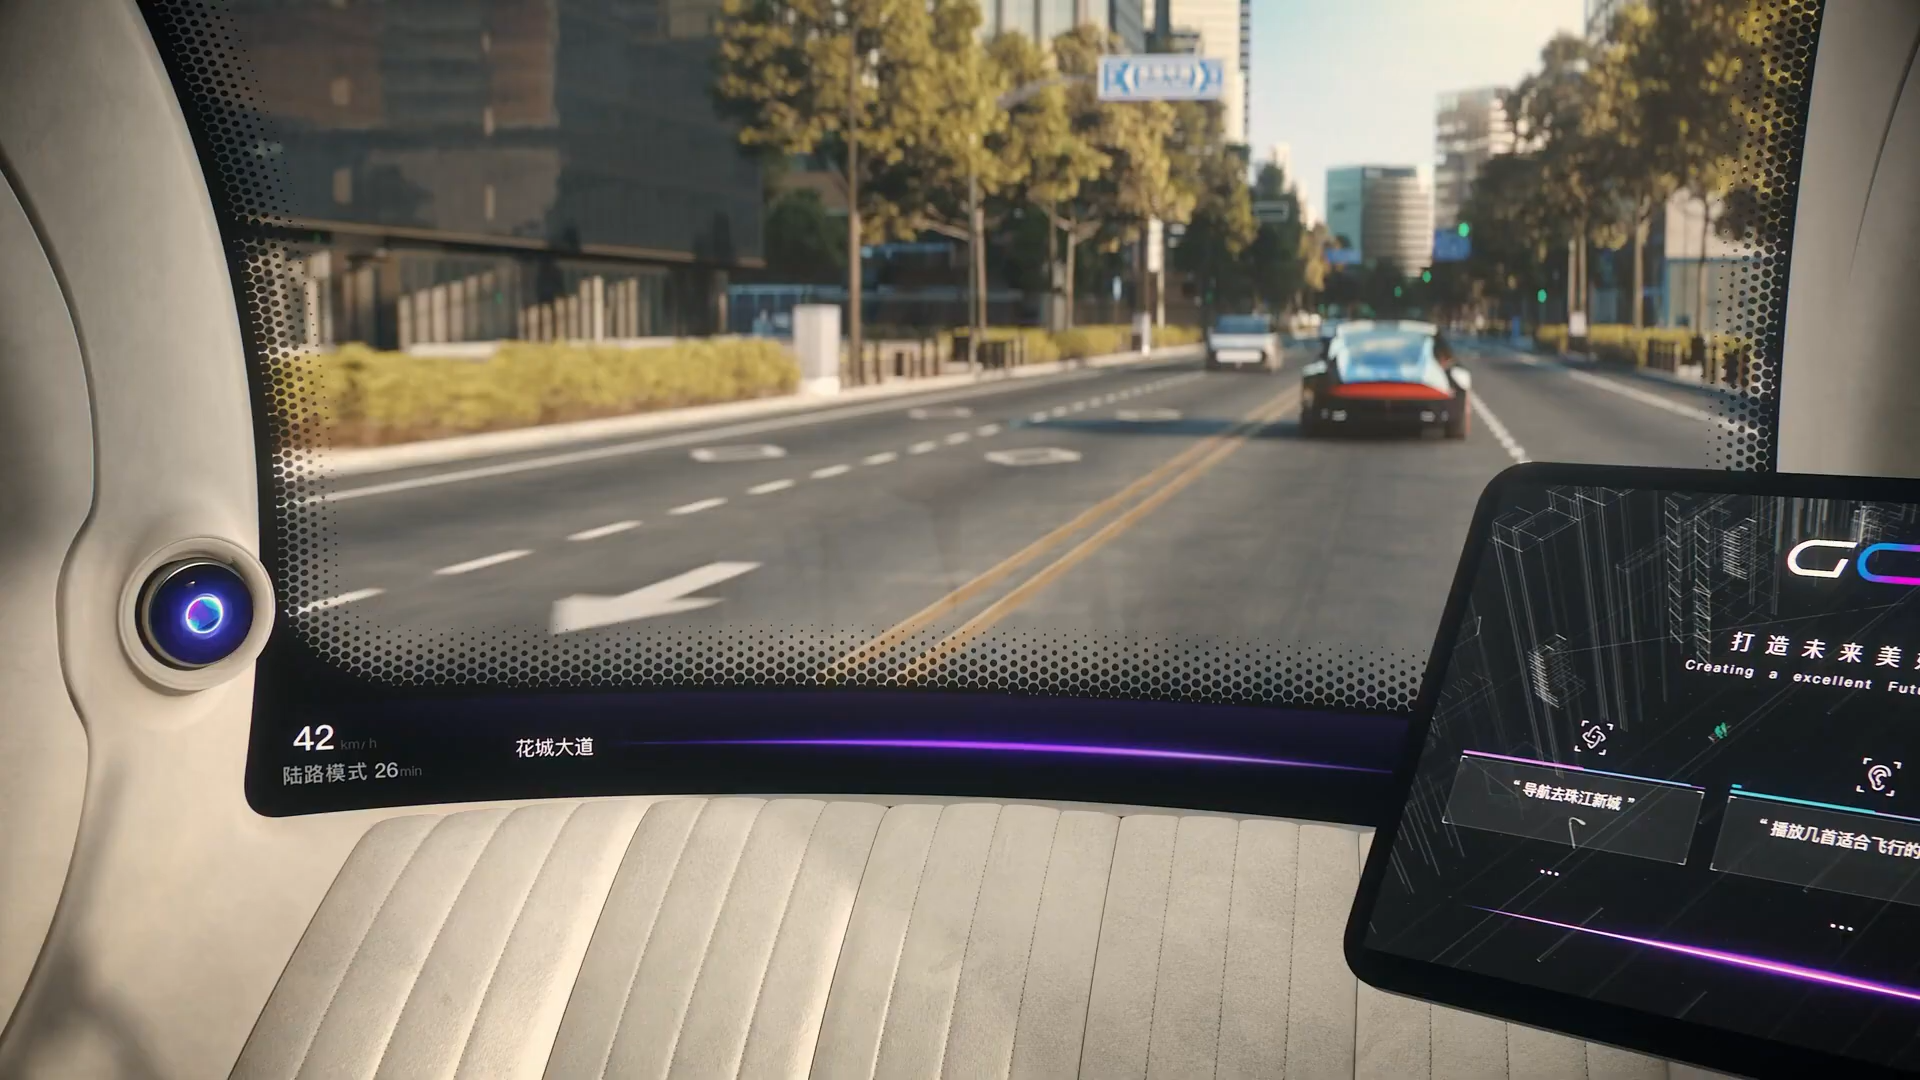 42 km/h
陆路模式 26min
花城大道
打造未来美
Creating a excellent Futu
“ 导航去珠江新城 ”
...
“ 播放几首适合飞行的
...